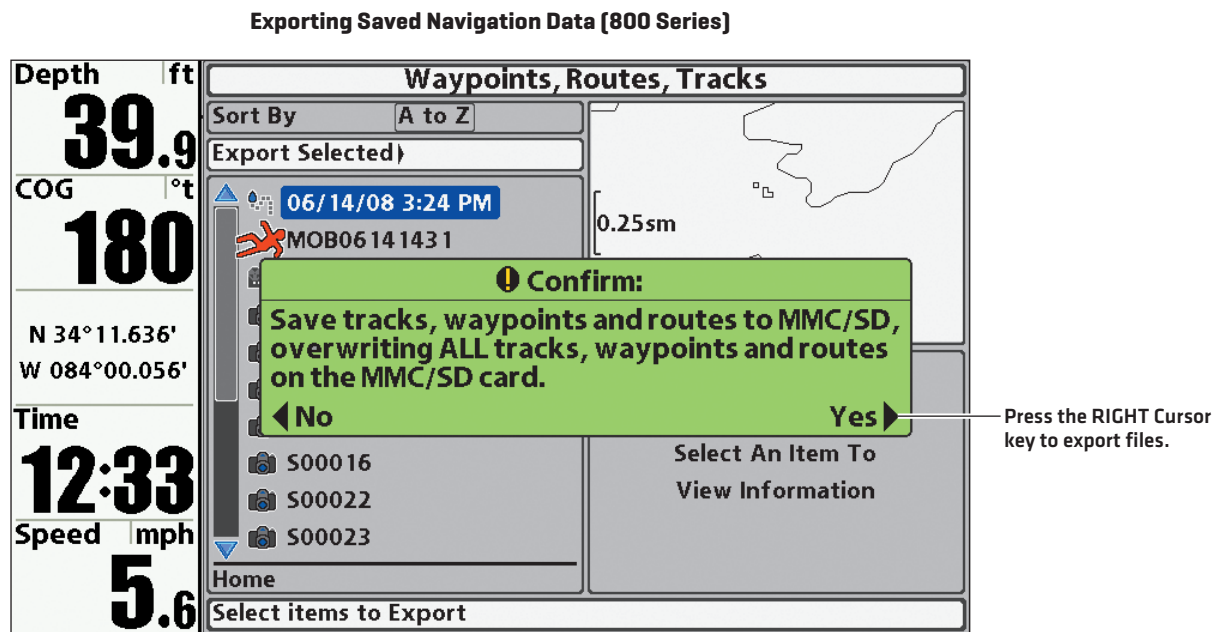 Exporting Saved Navigation Data (800 Series)
Depth ft
39.9
COG °t
180
N 34°11.636'
W 084°00.056'
Time
12:33
Speed mph
5.6
Waypoints, Routes, Tracks
Sort By A to Z
Export Selected
06/14/08 3:24 PM
MOB06141431
0.25sm
Confirm:
Save tracks, waypoints and routes to MMC/SD,
overwriting ALL tracks, waypoints and routes
on the MMC/SD card.
No Yes
Press the RIGHT Cursor
key to export files.
S00016
S00022
S00023
Home
Select items to Export
Select An Item To
View Information